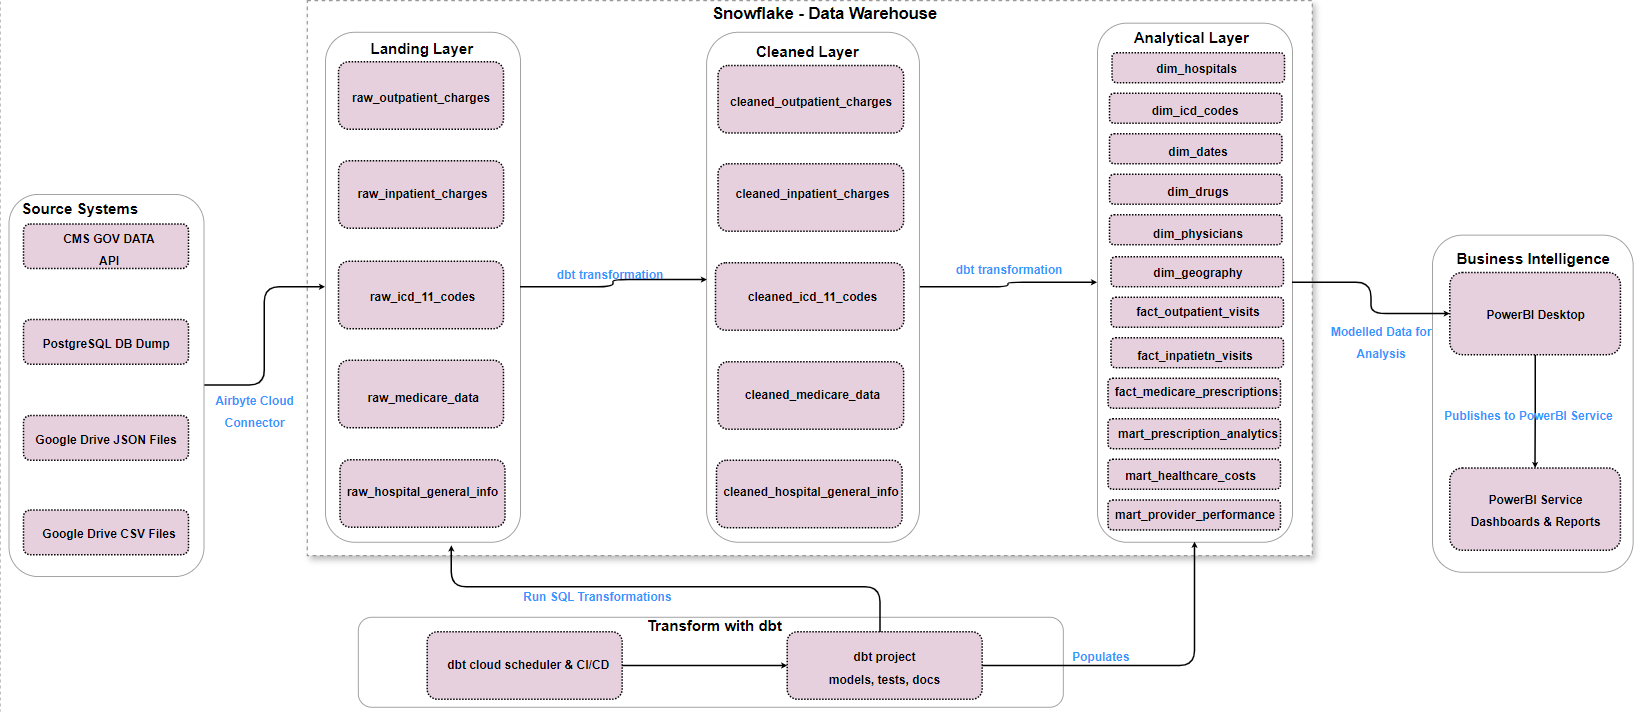 Snowflake - Data Warehouse
Source Systems
CMS GOV DATA
API
PostgreSQL DB Dump
Google Drive JSON Files
Google Drive CSV Files
Airbyte Cloud
Connector
Landing Layer
raw_outpatient_charges
raw_inpatient_charges
raw_icd_11_codes
raw_medicare_data
raw_hospital_general_info
dbt transformation
Cleaned Layer
cleaned_outpatient_charges
cleaned_inpatient_charges
cleaned_icd_11_codes
cleaned_medicare_data
cleaned_hospital_general_info
dbt transformation
Analytical Layer
dim_hospitals
dim_icd_codes
dim_dates
dim_drugs
dim_physicians
dim_geography
fact_outpatient_visits
fact_inpatietn_visits
fact_medicare_prescriptions
mart_prescription_analytics
mart_healthcare_costs
mart_provider_performance
Modelled Data for
Analysis
Business Intelligence
PowerBI Desktop
Publishes to PowerBI Service
PowerBI Service
Dashboards & Reports
Run SQL Transformations
Transform with dbt
dbt cloud scheduler & CI/CD
dbt project
models, tests, docs
Populates